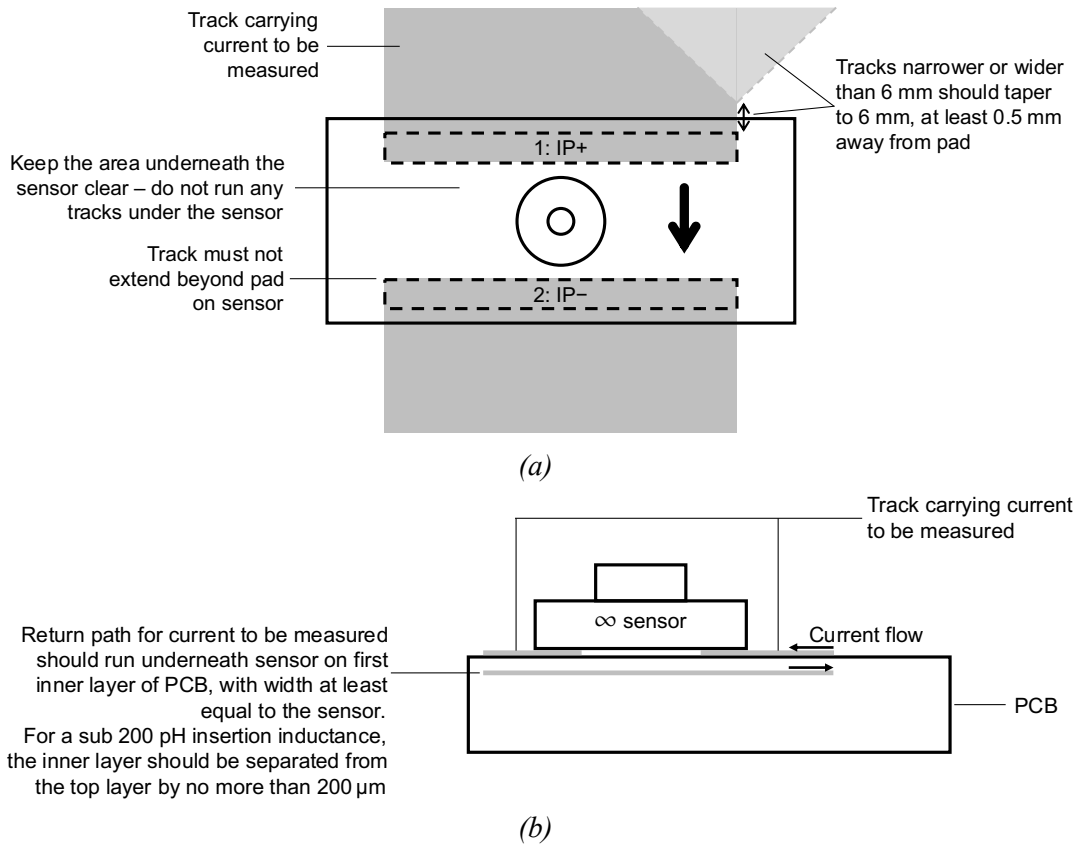 Track carrying
current to be
measured
Tracks narrower or wider
than 6 mm should taper
to 6 mm, at least 0.5 mm
away from pad
1: IP+
Keep the area underneath the
sensor clear – do not run any
tracks under the sensor
Track must not
extend beyond pad
on sensor
2: IP−
(a)
Track carrying current
to be measured
∞ sensor
Return path for current to be measured
should run underneath sensor on first
inner layer of PCB, with width at least
equal to the sensor.
For a sub 200 pH insertion inductance,
the inner layer should be separated from
the top layer by no more than 200 µm
Current flow
PCB
(b)